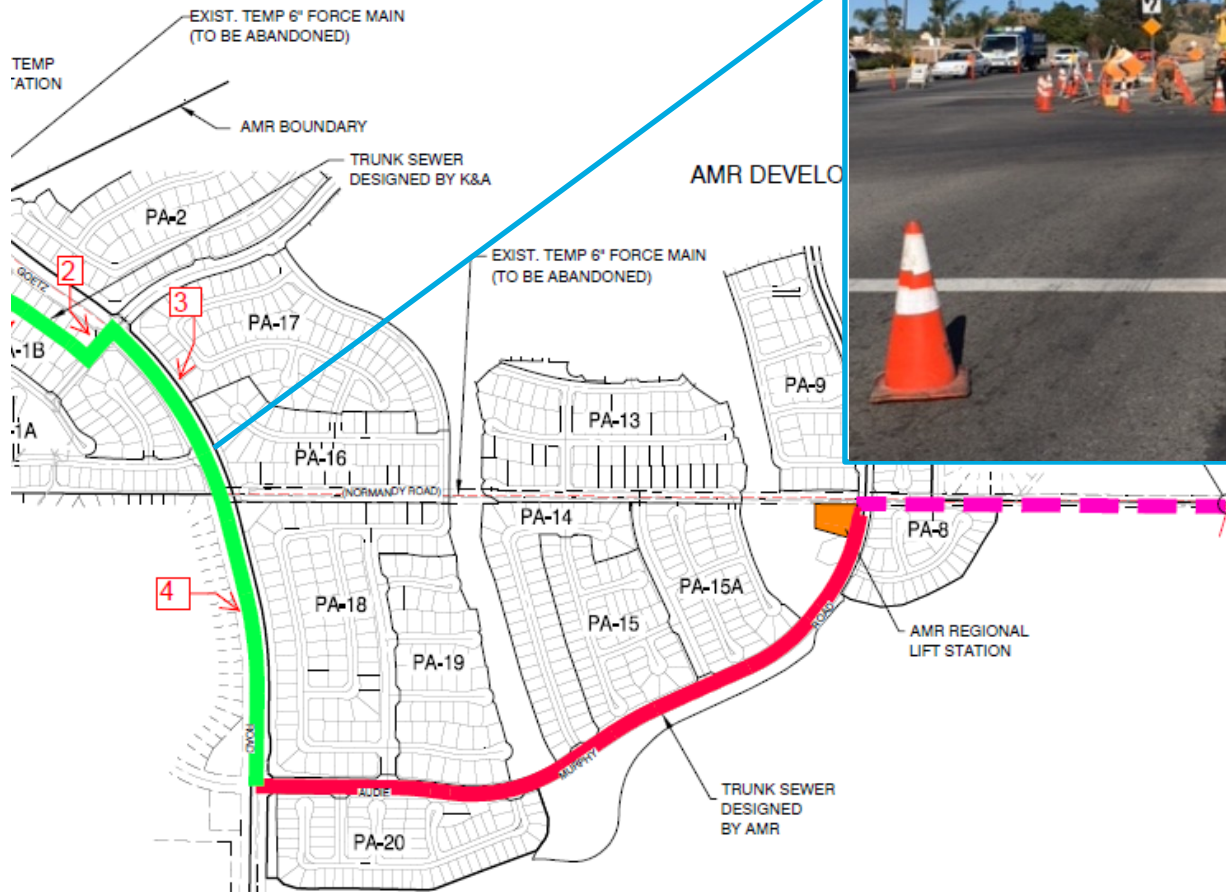 EXIST. TEMP 6" FORCE MAIN
(TO BE ABANDONED)
TEMP
ATION
AMR BOUNDARY
TRUNK SEWER
DESIGNED BY K&A
AMR DEVELO
PA-2
EXIST. TEMP 6" FORCE MAIN
(TO BE ABANDONED)
GOETZ
2
3
PA-17
A-1B
PA-9
PA-13
-1A
PA-16
(NORMANDY ROAD)
PA-14
PA-8
4
PA-18
PA-15A
PA-15
ROAD
AMR REGIONAL
LIFT STATION
PA-19
ROAD
MURPHY
AUDIE
TRUNK SEWER
DESIGNED
BY AMR
PA-20